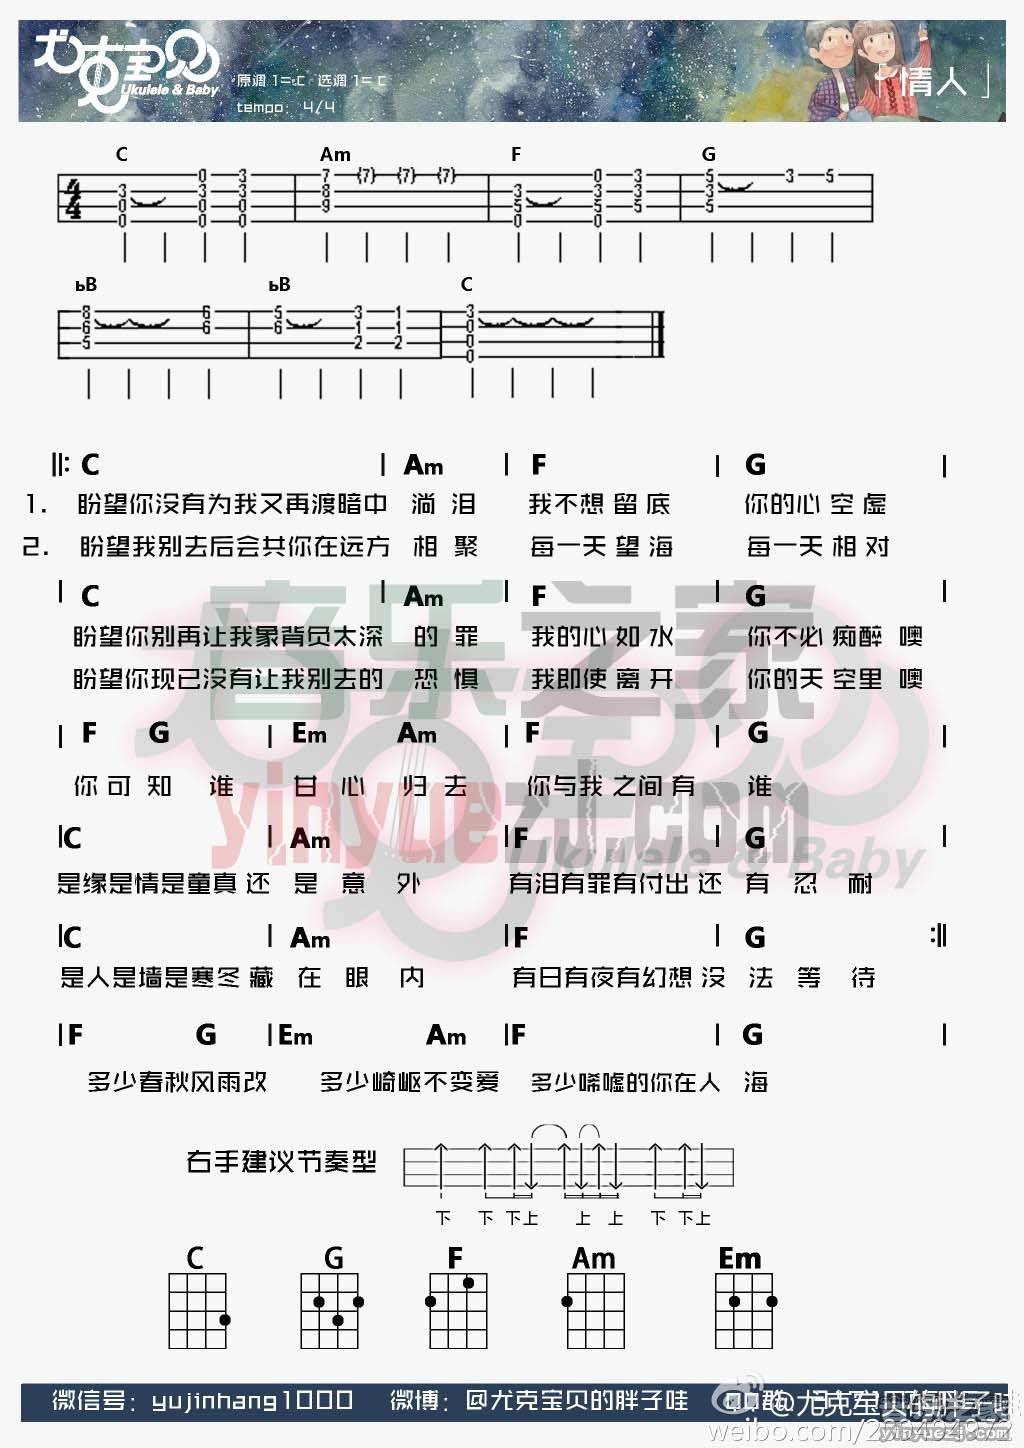 尤克宝贝
Ukulele & Baby
原调 1=C 选调 1=C
tempo: 4/4
「情人」
C Am F G
4/4
0 3 7 (7) (7) (7) 0 3 5 3 5
3 3 3 8 3 3 3 3
0 0 0 9 5 5 5 5
0 0 0 0 0
ьB ьB C
8 6 5 3 1 3
6 6 6 1 1 0
5 2 2 0
0
C Am F G
1. 盼望你没有为我又再渡暗中 淌 泪 我不想留底 你的心空虚
2. 盼望我别去后会共你在远方 相 聚 每一天望海 每一天相对
C Am F G
盼望你别再让我象背负太深 的 罪 我的心如水 你不必痴醉噢
盼望你现已没有让我别去的 恐 惧 我即使离开 你的天空里噢
音乐之家
F G Em Am F G
你可知 谁 甘心 归去 你与我之间有 谁
yinyuezj.com
C Am F G
Ukulele & Baby
是缘是情是童真还 是 意 外 有泪有罪有付出还 有 忍 耐
C Am F G
是人是墙是寒冬藏 在 眼 内 有日有夜有幻想没 法 等 待
F G Em Am F G
多少春秋风雨改 多少崎岖不变爱 多少唏嘘的你在人 海
右手建议节奏型
下 下 下上 上 上 下 下上
C G F Am Em
微信号：yujinhang1000 微博：@尤克宝贝的胖子哇
@尤克宝贝的胖子哇
yinyuezj.com